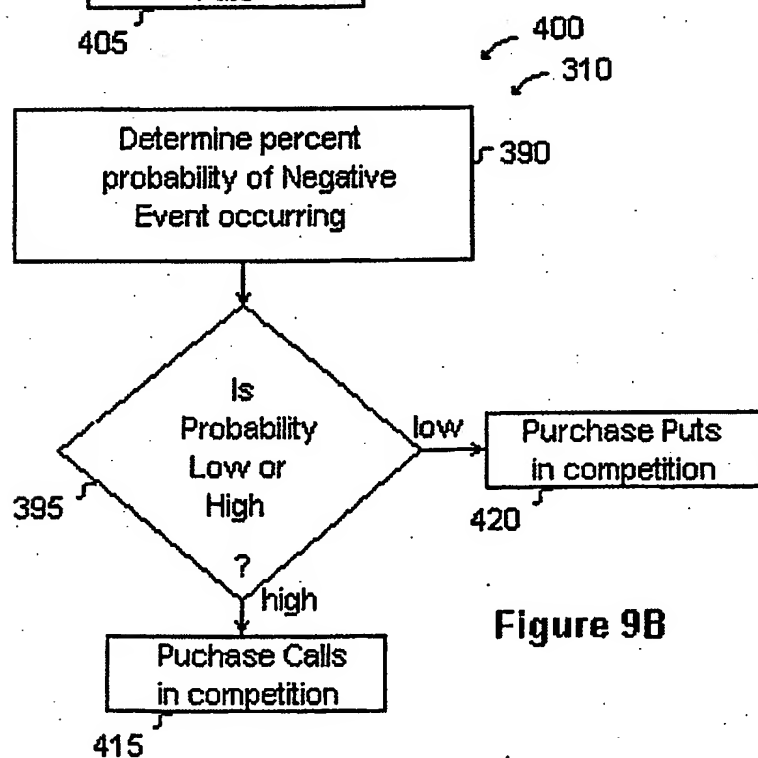 405
400
310
Determine percent
probability of Negative
Event occurring
390
Is
Probability
Low or
High
?
low
Purchase Puts
in competition
395
420
high
Puchase Calls
in competition
415
Figure 9B